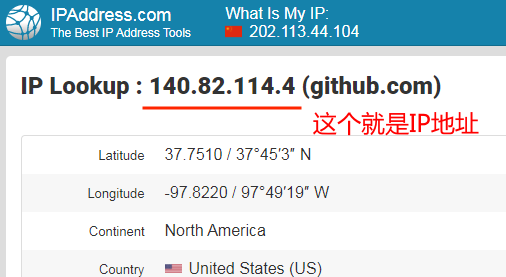 IPAddress.com
The Best IP Address Tools
What Is My IP:
202.113.44.104
IP Lookup : 140.82.114.4 (github.com)
这个就是IP地址
Latitude 37.7510 / 37°45′3″ N
Longitude -97.8220 / 97°49′19″ W
Continent North America
Country United States (US)